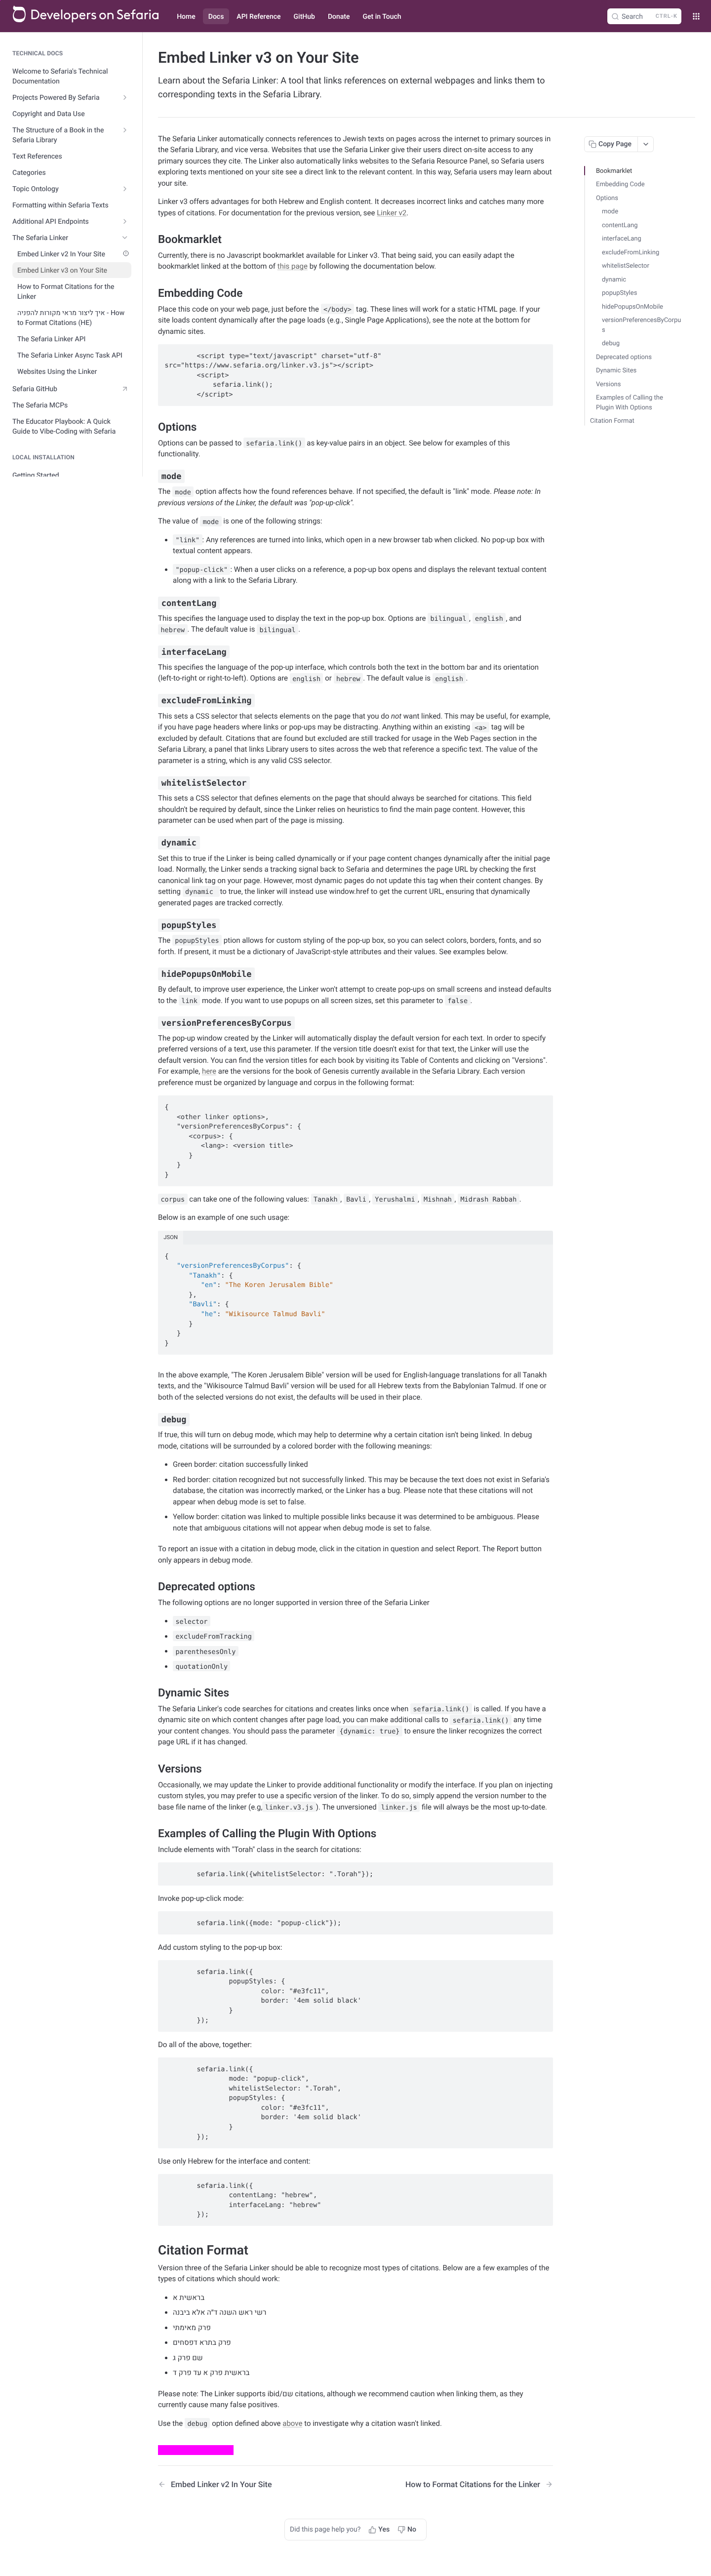 Developers on Sefaria
Home Docs API Reference GitHub Donate Get in Touch
Search CTRL-K
TECHNICAL DOCS
Welcome to Sefaria's Technical
Documentation
Projects Powered By Sefaria
Copyright and Data Use
The Structure of a Book in the
Sefaria Library
Text References
Categories
Topic Ontology
Formatting within Sefaria Texts
Additional API Endpoints
The Sefaria Linker
Embed Linker v2 In Your Site
Embed Linker v3 on Your Site
How to Format Citations for the
Linker
איך ליצור מראי מקורות להפניה - How
to Format Citations (HE)
The Sefaria Linker API
The Sefaria Linker Async Task API
Websites Using the Linker
Sefaria GitHub
The Sefaria MCPs
The Educator Playbook: A Quick
Guide to Vibe-Coding with Sefaria
LOCAL INSTALLATION
Getting Started
Embed Linker v3 on Your Site
Learn about the Sefaria Linker: A tool that links references on external webpages and links them to
corresponding texts in the Sefaria Library.
Copy Page
Bookmarklet
Embedding Code
Options
mode
contentLang
interfaceLang
excludeFromLinking
whitelistSelector
dynamic
popupStyles
hidePopupsOnMobile
versionPreferencesByCorpu
s
debug
Deprecated options
Dynamic Sites
Versions
Examples of Calling the
Plugin With Options
Citation Format
The Sefaria Linker automatically connects references to Jewish texts on pages across the internet to primary sources in
the Sefaria Library, and vice versa. Websites that use the Sefaria Linker give their users direct on-site access to any
primary sources they cite. The Linker also automatically links websites to the Sefaria Resource Panel, so Sefaria users
exploring texts mentioned on your site see a direct link to the relevant content. In this way, Sefaria users may learn about
your site.
Linker v3 offers advantages for both Hebrew and English content. It decreases incorrect links and catches many more
types of citations. For documentation for the previous version, see Linker v2.
Bookmarklet
Currently, there is no Javascript bookmarklet available for Linker v3. That being said, you can easily adapt the
bookmarklet linked at the bottom of this page by following the documentation below.
Embedding Code
Place this code on your web page, just before the </body> tag. These lines will work for a static HTML page. If your
site loads content dynamically after the page loads (e.g., Single Page Applications), see the note at the bottom for
dynamic sites.
<script type="text/javascript" charset="utf-8"
src="https://www.sefaria.org/linker.v3.js"></script>
<script>
sefaria.link();
</script>
Options
Options can be passed to sefaria.link() as key-value pairs in an object. See below for examples of this
functionality.
mode
The mode option affects how the found references behave. If not specified, the default is "link" mode. Please note: In
previous versions of the Linker, the default was "pop-up-click".
The value of mode is one of the following strings:
"link": Any references are turned into links, which open in a new browser tab when clicked. No pop-up box with
textual content appears.
"popup-click": When a user clicks on a reference, a pop-up box opens and displays the relevant textual content
along with a link to the Sefaria Library.
contentLang
This specifies the language used to display the text in the pop-up box. Options are bilingual, english, and
hebrew. The default value is bilingual.
interfaceLang
This specifies the language of the pop-up interface, which controls both the text in the bottom bar and its orientation
(left-to-right or right-to-left). Options are english or hebrew. The default value is english.
excludeFromLinking
This sets a CSS selector that selects elements on the page that you do not want linked. This may be useful, for example,
if you have page headers where links or pop-ups may be distracting. Anything within an existing <a> tag will be
excluded by default. Citations that are found but excluded are still tracked for usage in the Web Pages section in the
Sefaria Library, a panel that links Library users to sites across the web that reference a specific text. The value of the
parameter is a string, which is any valid CSS selector.
whitelistSelector
This sets a CSS selector that defines elements on the page that should always be searched for citations. This field
shouldn't be required by default, since the Linker relies on heuristics to find the main page content. However, this
parameter can be used when part of the page is missing.
dynamic
Set this to true if the Linker is being called dynamically or if your page content changes dynamically after the initial page
load. Normally, the Linker sends a tracking signal back to Sefaria and determines the page URL by checking the first
canonical link tag on your page. However, most dynamic pages do not update this tag when their content changes. By
setting dynamic to true, the linker will instead use window.href to get the current URL, ensuring that dynamically
generated pages are tracked correctly.
popupStyles
The popupStyles ption allows for custom styling of the pop-up box, so you can select colors, borders, fonts, and so
forth. If present, it must be a dictionary of JavaScript-style attributes and their values. See examples below.
hidePopupsOnMobile
By default, to improve user experience, the Linker won't attempt to create pop-ups on small screens and instead defaults
to the link mode. If you want to use popups on all screen sizes, set this parameter to false.
versionPreferencesByCorpus
The pop-up window created by the Linker will automatically display the default version for each text. In order to specify
preferred versions of a text, use this parameter. If the version title doesn't exist for that text, the Linker will use the
default version. You can find the version titles for each book by visiting its Table of Contents and clicking on "Versions".
For example, here are the versions for the book of Genesis currently available in the Sefaria Library. Each version
preference must be organized by language and corpus in the following format:
{
<other linker options>,
"versionPreferencesByCorpus": {
<corpus>: {
<lang>: <version title>
}
}
}
corpus can take one of the following values: Tanakh, Bavli, Yerushalmi, Mishnah, Midrash Rabbah.
Below is an example of one such usage:
JSON
{
"versionPreferencesByCorpus": {
"Tanakh": {
"en": "The Koren Jerusalem Bible"
},
"Bavli": {
"he": "Wikisource Talmud Bavli"
}
}
}
In the above example, "The Koren Jerusalem Bible" version will be used for English-language translations for all Tanakh
texts, and the "Wikisource Talmud Bavli" version will be used for all Hebrew texts from the Babylonian Talmud. If one or
both of the selected versions do not exist, the defaults will be used in their place.
debug
If true, this will turn on debug mode, which may help to determine why a certain citation isn't being linked. In debug
mode, citations will be surrounded by a colored border with the following meanings:
Green border: citation successfully linked
Red border: citation recognized but not successfully linked. This may be because the text does not exist in Sefaria's
database, the citation was incorrectly marked, or the Linker has a bug. Please note that these citations will not
appear when debug mode is set to false.
Yellow border: citation was linked to multiple possible links because it was determined to be ambiguous. Please
note that ambiguous citations will not appear when debug mode is set to false.
To report an issue with a citation in debug mode, click in the citation in question and select Report. The Report button
only appears in debug mode.
Deprecated options
The following options are no longer supported in version three of the Sefaria Linker
selector
excludeFromTracking
parenthesesOnly
quotationOnly
Dynamic Sites
The Sefaria Linker's code searches for citations and creates links once when sefaria.link() is called. If you have a
dynamic site on which content changes after page load, you can make additional calls to sefaria.link() any time
your content changes. You should pass the parameter {dynamic: true} to ensure the linker recognizes the correct
page URL if it has changed.
Versions
Occasionally, we may update the Linker to provide additional functionality or modify the interface. If you plan on injecting
custom styles, you may prefer to use a specific version of the linker. To do so, simply append the version number to the
base file name of the linker (e.g, linker.v3.js). The unversioned linker.js file will always be the most up-to-date.
Examples of Calling the Plugin With Options
Include elements with "Torah" class in the search for citations:
sefaria.link({whitelistSelector: ".Torah"});
Invoke pop-up-click mode:
sefaria.link({mode: "popup-click"});
Add custom styling to the pop-up box:
sefaria.link({
popupStyles: {
color: "#e3fc11",
border: '4em solid black'
}
});
Do all of the above, together:
sefaria.link({
mode: "popup-click",
whitelistSelector: ".Torah",
popupStyles: {
color: "#e3fc11",
border: '4em solid black'
}
});
Use only Hebrew for the interface and content:
sefaria.link({
contentLang: "hebrew",
interfaceLang: "hebrew"
});
Citation Format
Version three of the Sefaria Linker should be able to recognize most types of citations. Below are a few examples of the
types of citations which should work:
בראשית א
רשי ראש השנה ד״ה אלא ביבנה
פרק מאימתי
פרק בתרא דפסחים
שם פרק ג
בראשית פרק א עד פרק ד
Please note: The Linker supports ibid/שם citations, although we recommend caution when linking them, as they
currently cause many false positives.
Use the debug option defined above above to investigate why a citation wasn't linked.
Embed Linker v2 In Your Site
How to Format Citations for the Linker
Did this page help you? Yes No